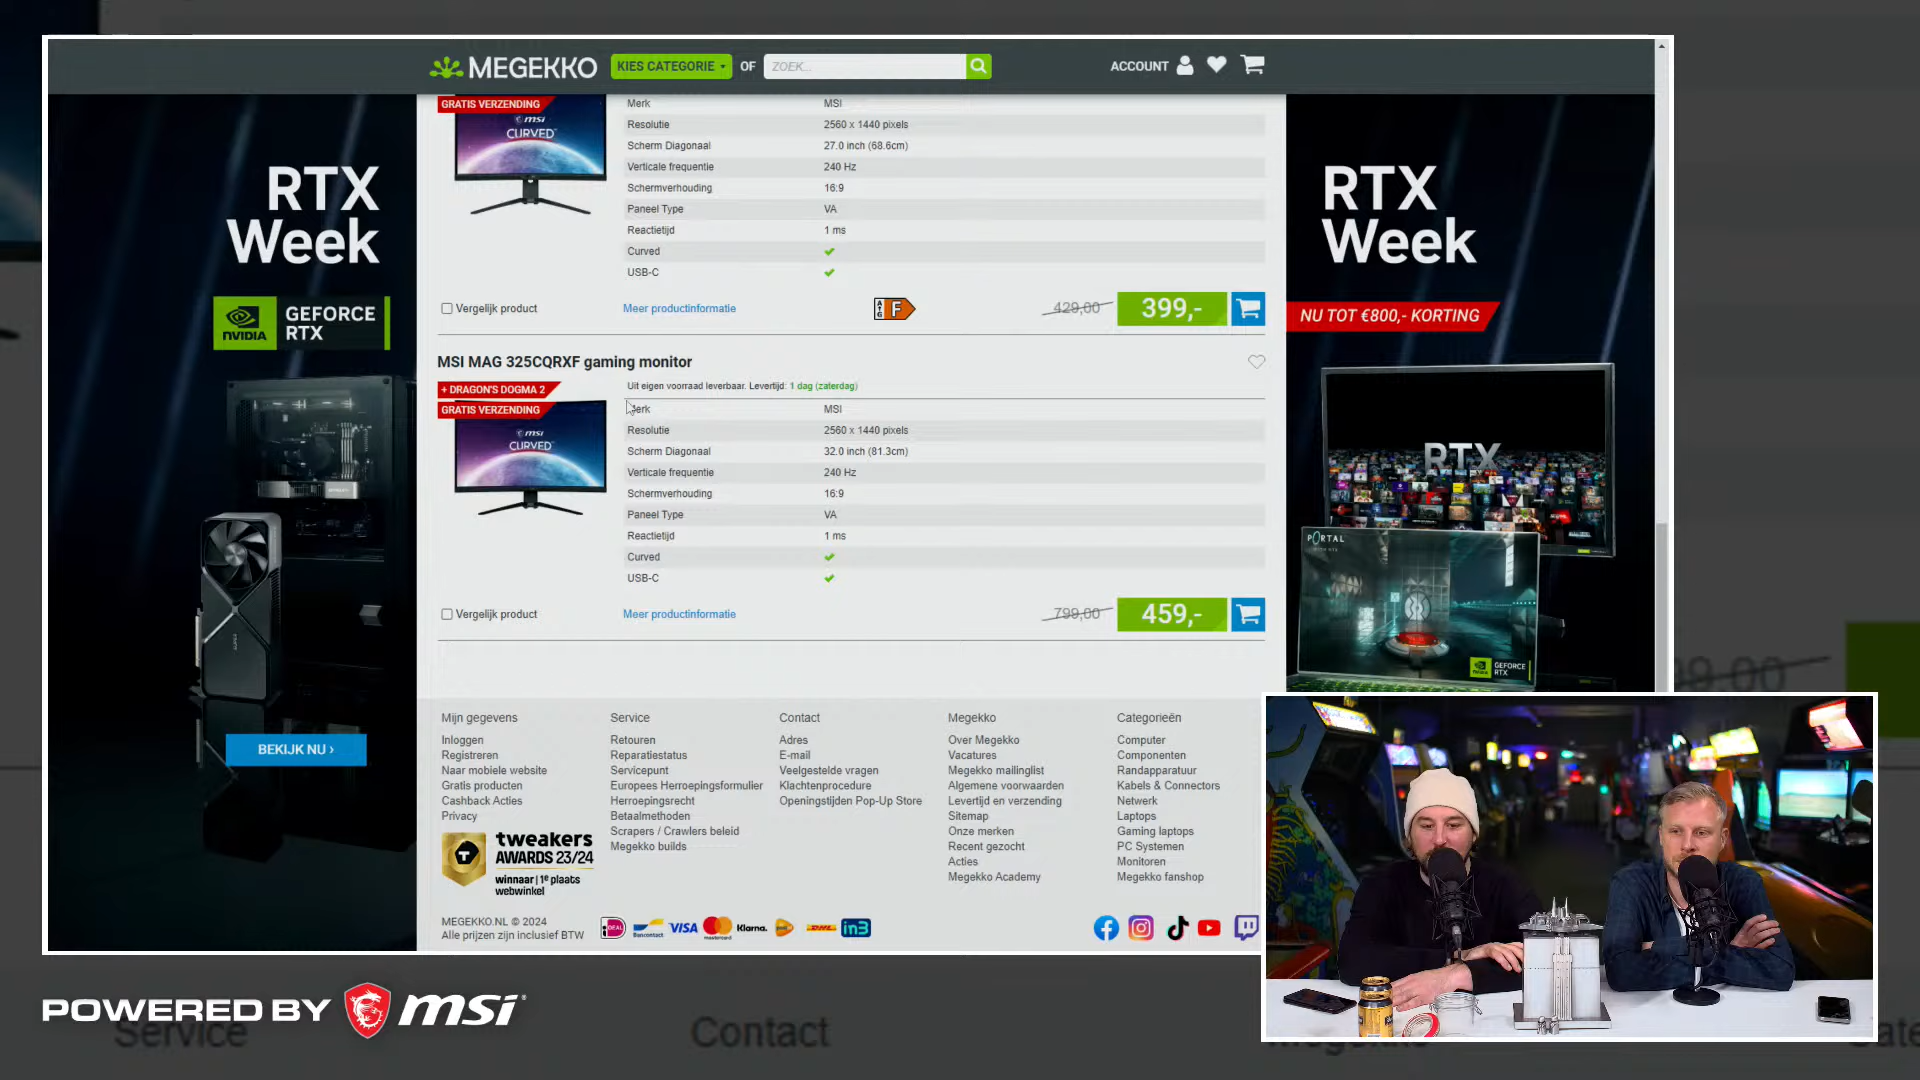 MEGEKKO
KIES CATEGORIE
OF
ZOEK...
ACCOUNT
RTX
Week
NVIDIA
GEFORCE
RTX
BEKIJK NU ›
GRATIS VERZENDING
msi
CURVED
Merk MSI
Resolutie 2560 x 1440 pixels
Scherm Diagonaal 27.0 inch (68.6cm)
Verticale frequentie 240 Hz
Schermverhouding 16:9
Paneel Type VA
Reactietijd 1 ms
Curved
USB-C
Vergelijk product Meer productinformatie A G F 429,00 399,-
MSI MAG 325CQRXF gaming monitor
+ DRAGON'S DOGMA 2
GRATIS VERZENDING
msi
CURVED
Uit eigen voorraad leverbaar. Levertijd: 1 dag (zaterdag)
Merk MSI
Resolutie 2560 x 1440 pixels
Scherm Diagonaal 32.0 inch (81.3cm)
Verticale frequentie 240 Hz
Schermverhouding 16:9
Paneel Type VA
Reactietijd 1 ms
Curved
USB-C
Vergelijk product Meer productinformatie 799,00 459,-
RTX
Week
NU TOT €800,- KORTING
RTX
PORTAL
GEFORCE
RTX
Mijn gegevens
Inloggen
Registreren
Naar mobiele website
Gratis producten
Cashback Acties
Privacy
tweakers
AWARDS 23/24
winnaar | 1e plaats
webwinkel
Service
Retouren
Reparatiestatus
Servicepunt
Europees Herroepingsformulier
Herroepingsrecht
Betaalmethoden
Scrapers / Crawlers beleid
Megekko builds
Contact
Adres
E-mail
Veelgestelde vragen
Klachtenprocedure
Openingstijden Pop-Up Store
Megekko
Over Megekko
Vacatures
Megekko mailinglist
Algemene voorwaarden
Levertijd en verzending
Sitemap
Onze merken
Recent gezocht
Acties
Megekko Academy
Categorieën
Computer
Componenten
Randapparatuur
Kabels & Connectors
Netwerk
Laptops
Gaming laptops
PC Systemen
Monitoren
Megekko fanshop
MEGEKKO.NL © 2024
Alle prijzen zijn inclusief BTW
iDEAL Bancontact VISA mastercard Klarna. DHL in3
POWERED BY msi
Service
Contact